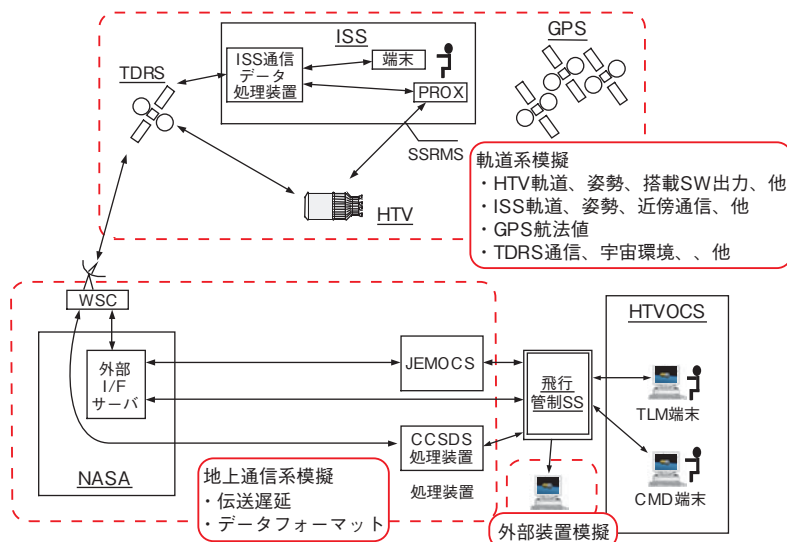 ISS
GPS
TDRS
ISS通信
データ
処理装置
端末
PROX
SSRMS
HTV
軌道系模擬
・HTV軌道、姿勢、搭載SW出力、他
・ISS軌道、姿勢、近傍通信、他
・GPS航法値
・TDRS通信、宇宙環境、、他
WSC
HTVOCS
外部
I/F
サーバ
JEMOCS
飛行
管制SS
TLM端末
CCSDS
処理装置
NASA
地上通信系模擬
・伝送遅延
・データフォーマット
処理装置
CMD端末
外部装置模擬